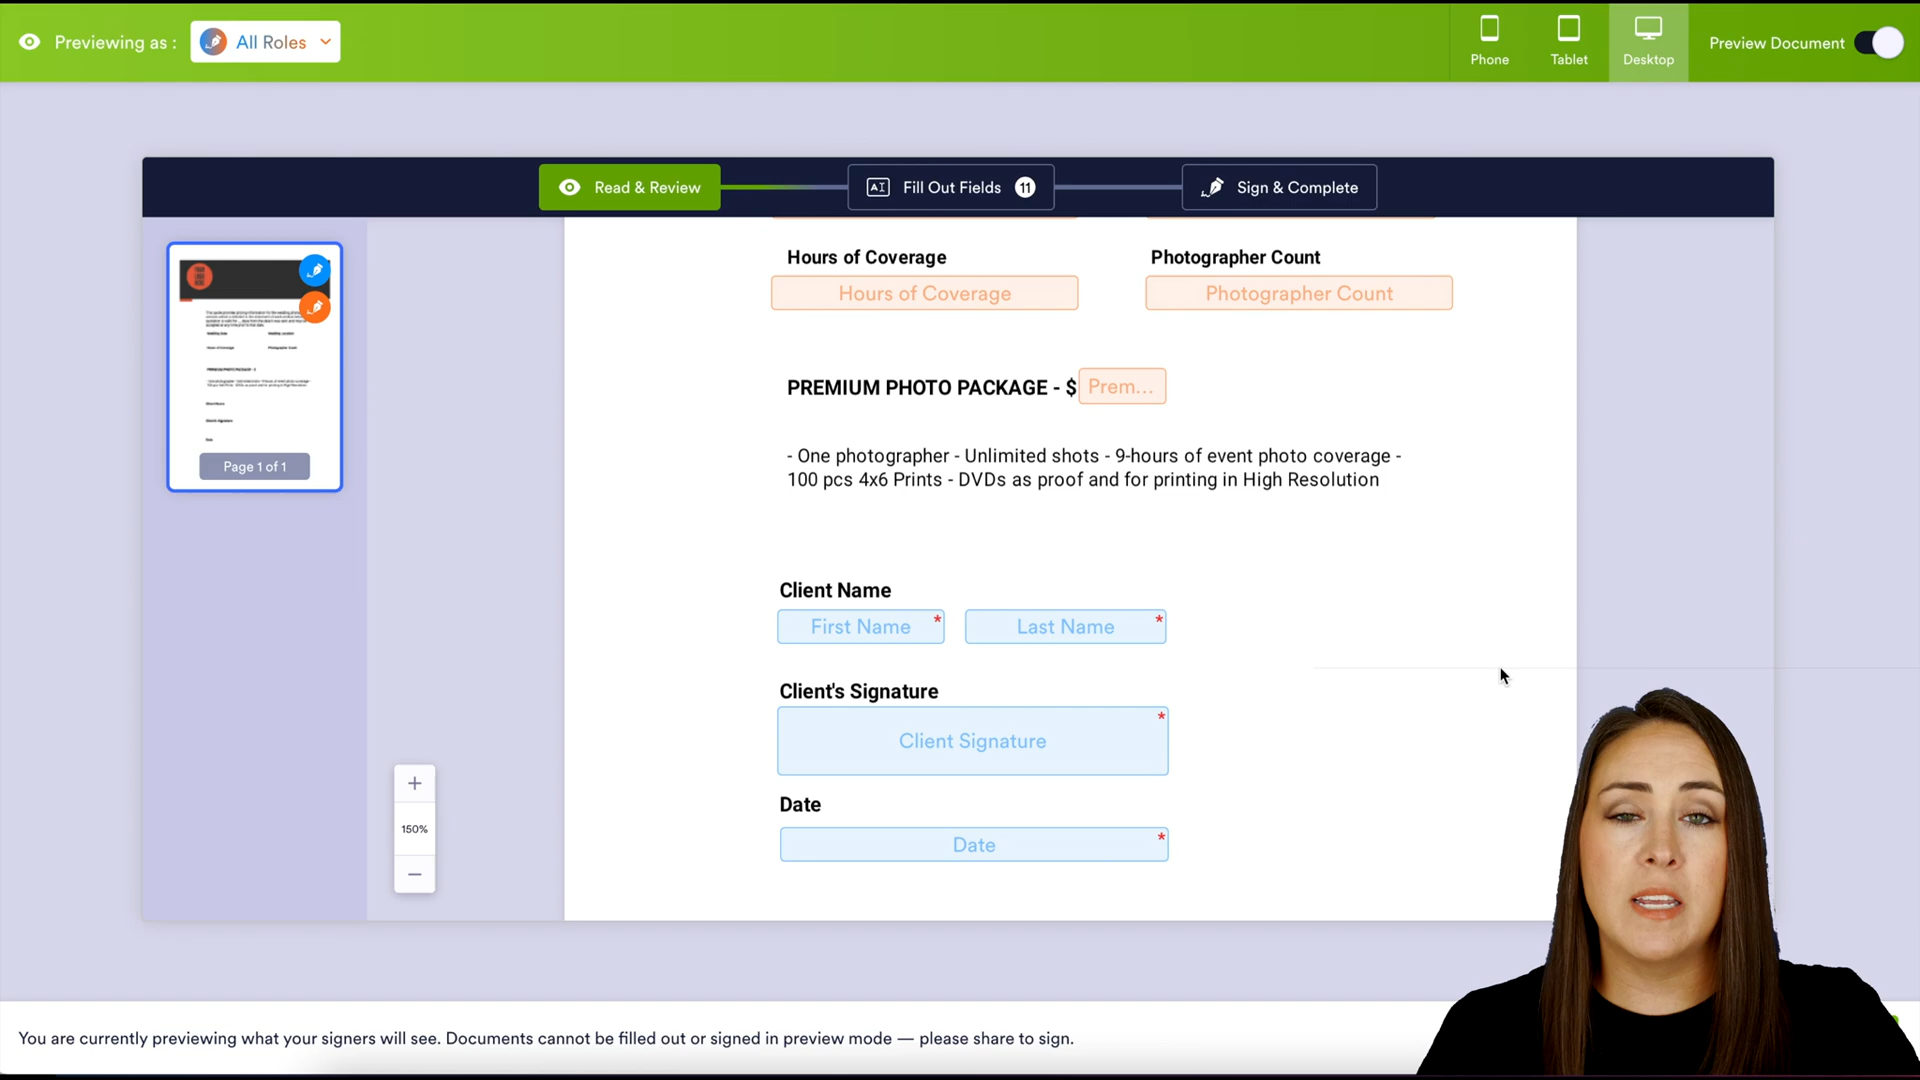 Previewing as :
All Roles
Phone
Tablet
Desktop
Preview Document
Read & Review
Fill Out Fields 11
Sign & Complete
Page 1 of 1
Hours of Coverage
Photographer Count
Hours of Coverage
Photographer Count
PREMIUM PHOTO PACKAGE - $ Prem...
- One photographer - Unlimited shots - 9-hours of event photo coverage -
100 pcs 4x6 Prints - DVDs as proof and for printing in High Resolution
Client Name
First Name *
Last Name *
Client's Signature
Client Signature *
Date
Date *
+
150%
−
You are currently previewing what your signers will see. Documents cannot be filled out or signed in preview mode — please share to sign.